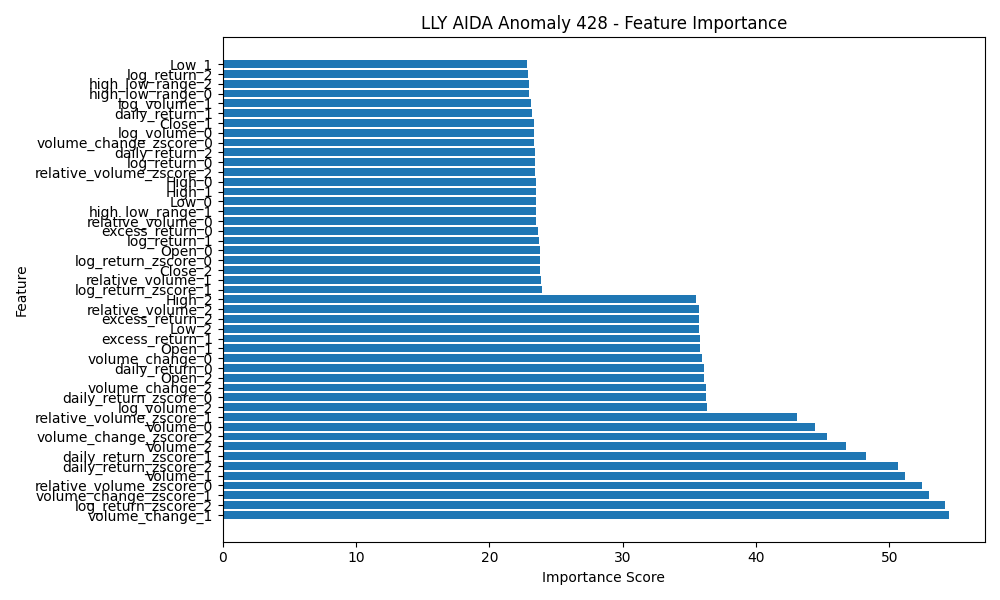 LLY AIDA Anomaly 428 - Feature Importance
Low_1
log_return_2
high_low_range_2
high_low_range_0
log_volume_1
daily_return_1
Close_1
log_volume_0
volume_change_zscore_0
daily_return_2
log_return_0
relative_volume_zscore_2
High_0
High_1
Low_0
high_low_range_1
relative_volume_0
excess_return_0
log_return_1
Open_0
log_return_zscore_0
Close_2
relative_volume_1
log_return_zscore_1
High_2
relative_volume_2
excess_return_2
Low_2
excess_return_1
Open_1
volume_change_0
daily_return_0
Open_2
volume_change_2
daily_return_zscore_0
log_volume_2
relative_volume_zscore_1
Volume_0
volume_change_zscore_2
Volume_2
daily_return_zscore_1
daily_return_zscore_2
Volume_1
relative_volume_zscore_0
volume_change_zscore_1
log_return_zscore_2
volume_change_1
Feature
0 10 20 30 40 50
Importance Score